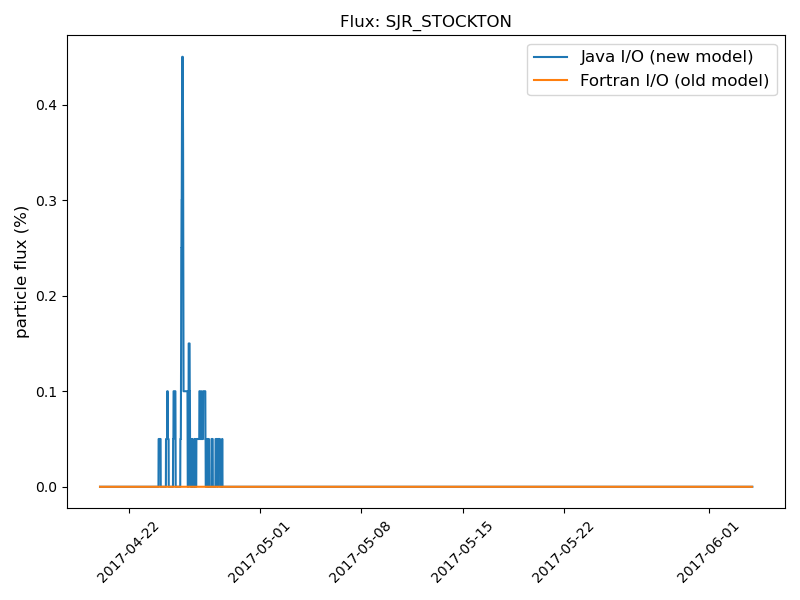 Flux: SJR_STOCKTON
Java I/O (new model)
Fortran I/O (old model)
particle flux (%)
0.4
0.3
0.2
0.1
0.0
2017-04-22
2017-05-01
2017-05-08
2017-05-15
2017-05-22
2017-06-01